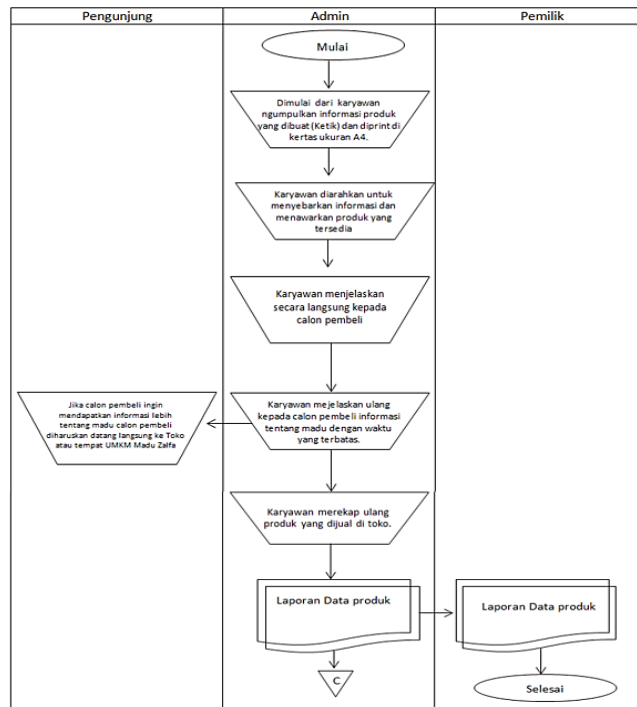 Pengunjung
Admin
Pemilik
Mulai
Dimulai dari karyawan
ngumpulkan informasi produk
yang dibuat (Ketik) dan diprint di
kertas ukuran A4.
Karyawan diarahkan untuk
menyebarkan informasi dan
menawarkan produk yang
tersedia
Karyawan menjelaskan
secara langsung kepada
calon pembeli
Jika calon pembeli ingin
mendapatkan informasi lebih
tentang madu calon pembeli
diharuskan datang langsung ke Toko
atau tempat UMKM Madu Zalfa
Karyawan mejelaskan ulang
kepada calon pembeli informasi
tentang madu dengan waktu
yang terbatas.
Karyawan merekap ulang
produk yang dijual di toko.
Laporan Data produk
Laporan Data produk
C
Selesai